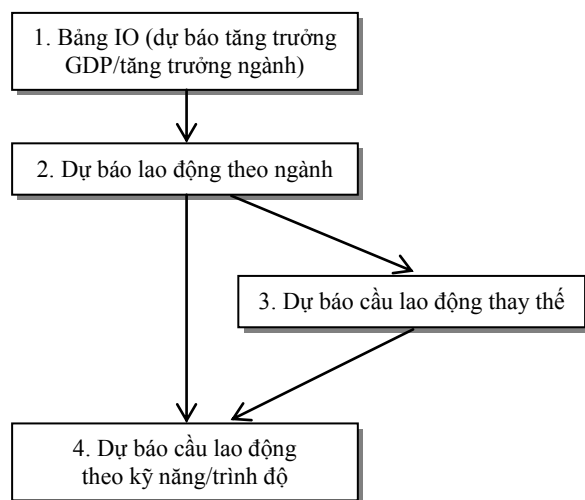 1. Bảng IO (dự báo tăng trưởng
GDP/tăng trưởng ngành)
2. Dự báo lao động theo ngành
3. Dự báo cầu lao động thay thế
4. Dự báo cầu lao động
theo kỹ năng/trình độ